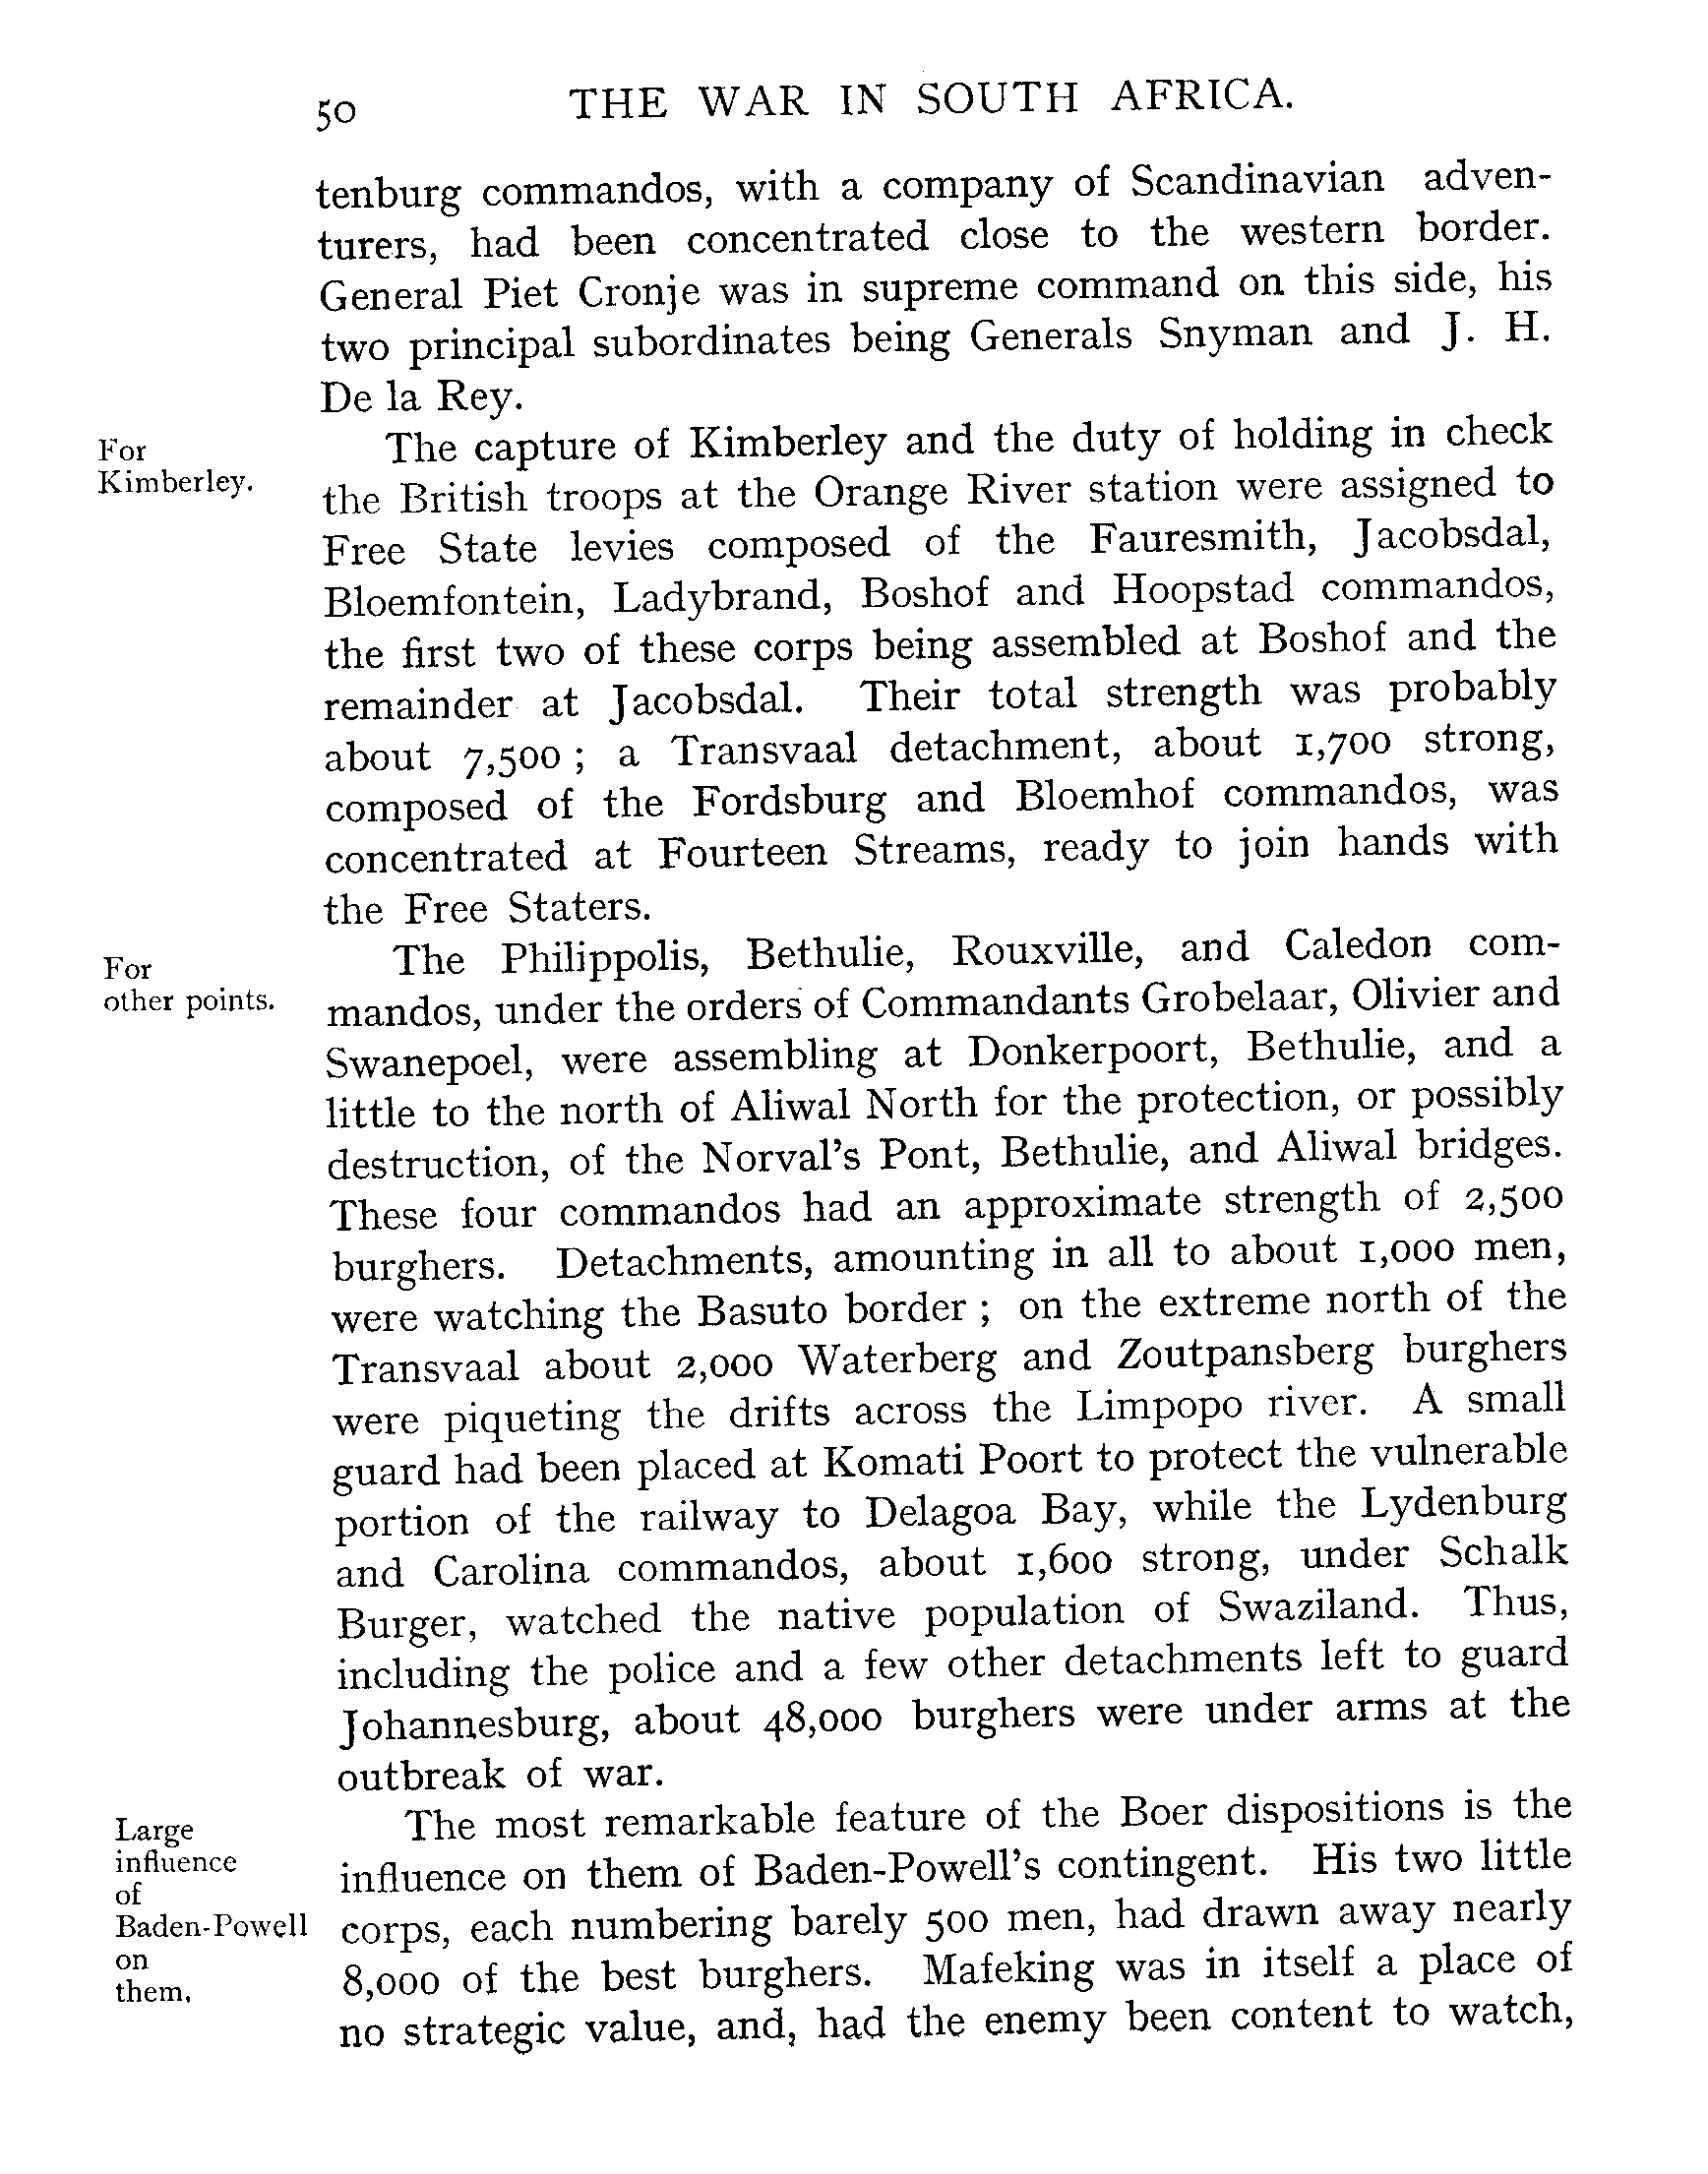 50 THE WAR IN SOUTH AFRICA.
tenburg commandos, with a company of Scandinavian adven-
turers, had been concentrated close to the western border.
General Piet Cronje was in supreme command on this side, his
two principal subordinates being Generals Snyman and J. H.
De la Rey.
For
Kimberley.
The capture of Kimberley and the duty of holding in check
the British troops at the Orange River station were assigned to
Free State levies composed of the Fauresmith, Jacobsdal,
Bloemfontein, Ladybrand, Boshof and Hoopstad commandos,
the first two of these corps being assembled at Boshof and the
remainder at Jacobsdal. Their total strength was probably
about 7,500 ; a Transvaal detachment, about 1,700 strong,
composed of the Fordsburg and Bloemhof commandos, was
concentrated at Fourteen Streams, ready to join hands with
the Free Staters.
For
other points.
The Philippolis, Bethulie, Rouxville, and Caledon com-
mandos, under the orders of Commandants Grobelaar, Olivier and
Swanepoel, were assembling at Donkerpoort, Bethulie, and a
little to the north of Aliwal North for the protection, or possibly
destruction, of the Norval's Pont, Bethulie, and Aliwal bridges.
These four commandos had an approximate strength of 2,500
burghers. Detachments, amounting in all to about 1,000 men,
were watching the Basuto border ; on the extreme north of the
Transvaal about 2,000 Waterberg and Zoutpansberg burghers
were piqueting the drifts across the Limpopo river. A small
guard had been placed at Komati Poort to protect the vulnerable
portion of the railway to Delagoa Bay, while the Lydenburg
and Carolina commandos, about 1,600 strong, under Schalk
Burger, watched the native population of Swaziland. Thus,
including the police and a few other detachments left to guard
Johannesburg, about 48,000 burghers were under arms at the
outbreak of war.
Large
influence
of
Baden-Powell
on
them.
The most remarkable feature of the Boer dispositions is the
influence on them of Baden-Powell's contingent. His two little
corps, each numbering barely 500 men, had drawn away nearly
8,000 of the best burghers. Mafeking was in itself a place of
no strategic value, and, had the enemy been content to watch,